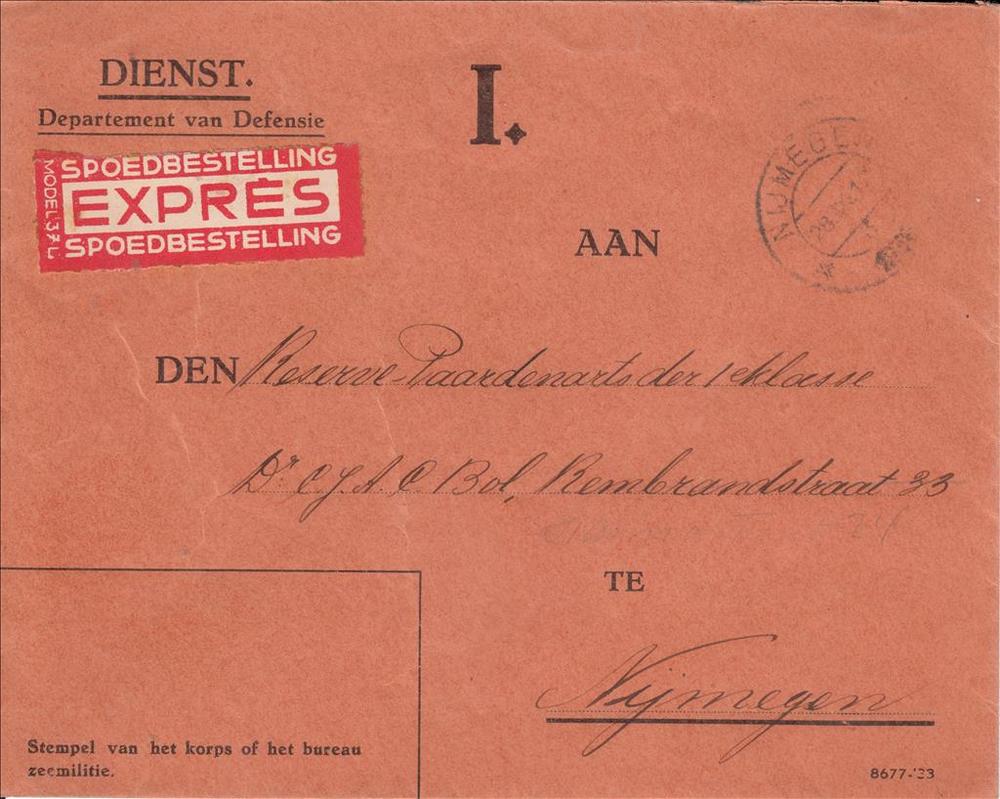 DIENST.
Departement van Defensie
I.
SPOEDBESTELLING
MODEL 37 L
EXPRÈS
SPOEDBESTELLING
NIJMEGEN
AAN
DEN Reserve-Paardenarts der 1e klasse
Dr C J A C Bol, Rembrandstraat 33
TE
Nijmegen
Stempel van het korps of het bureau
zeemilitie.
8677-'33